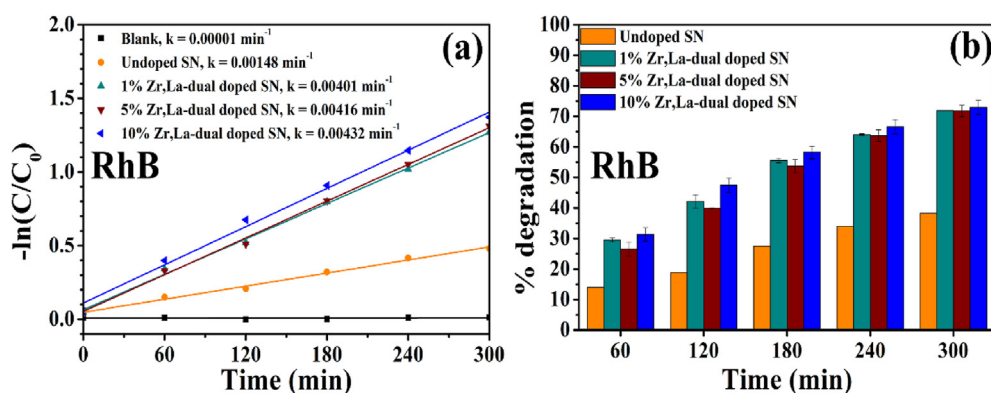 (a)
Blank, k = 0.00001 min⁻¹
Undoped SN, k = 0.00148 min⁻¹
1% Zr,La-dual doped SN, k = 0.00401 min⁻¹
5% Zr,La-dual doped SN, k = 0.00416 min⁻¹
10% Zr,La-dual doped SN, k = 0.00432 min⁻¹
RhB
-ln(C/C₀)
-2.0
1.5
1.0
0.5
0.0
0 60 120 180 240 300
Time (min)
(b)
Undoped SN
1% Zr,La-dual doped SN
5% Zr,La-dual doped SN
10% Zr,La-dual doped SN
RhB
% degradation
100
90
80
70
60
50
40
30
20
10
0
60 120 180 240 300
Time (min)